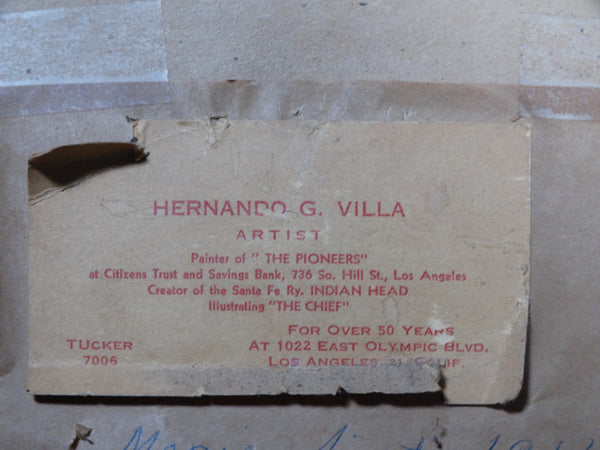 HERNANDO G. VILLA
ARTIST
Painter of " THE PIONEERS"
at Citizens Trust and Savings Bank, 736 So. Hill St., Los Angeles
Creator of the Santa Fe Ry. INDIAN HEAD
Illustrating "THE CHIEF"
FOR OVER 50 YEARS
TUCKER AT 1022 EAST OLYMPIC BLVD.
7006 LOS ANGELES, 21, CALIF.